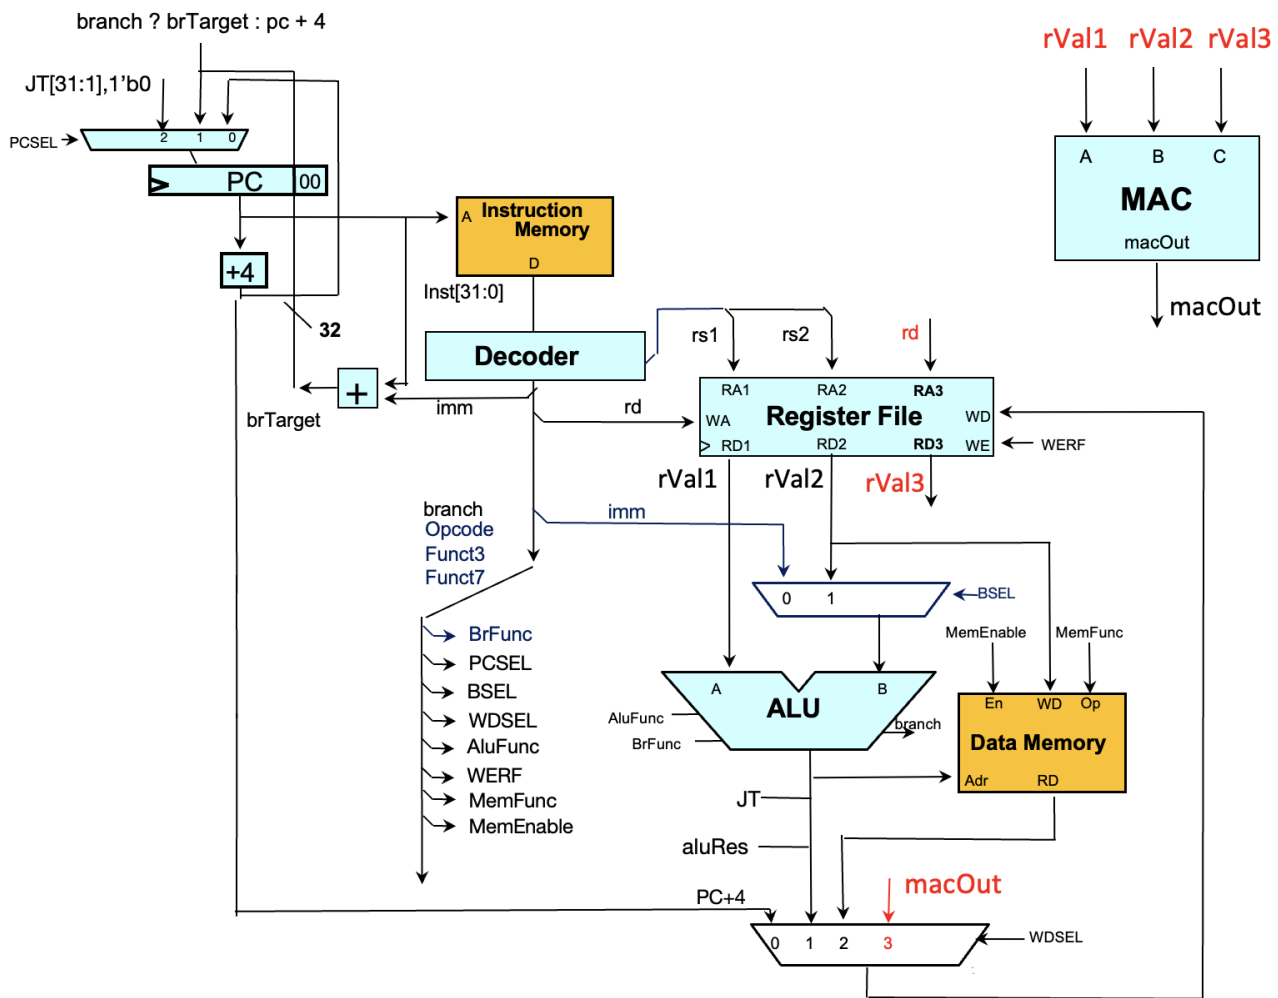 branch ? brTarget : pc + 4
rVal1 rVal2 rVal3
JT[31:1],1'b0
PCSEL
2 1 0
PC 00
A B C
MAC
macOut
macOut
A Instruction
Memory
D
+4
Inst[31:0]
32
Decoder
rs1 rs2 rd
+
imm
brTarget
rd
RA1 RA2 RA3
WA Register File WD
RD1 RD2 RD3 WE
WERF
rVal1 rVal2 rVal3
branch
Opcode
Funct3
Funct7
imm
0 1
BSEL
BrFunc
PCSEL
BSEL
WDSEL
AluFunc
WERF
MemFunc
MemEnable
MemEnable MemFunc
A B
ALU
AluFunc
BrFunc
branch
En WD Op
Data Memory
Adr RD
JT
aluRes
macOut
PC+4
0 1 2 3
WDSEL